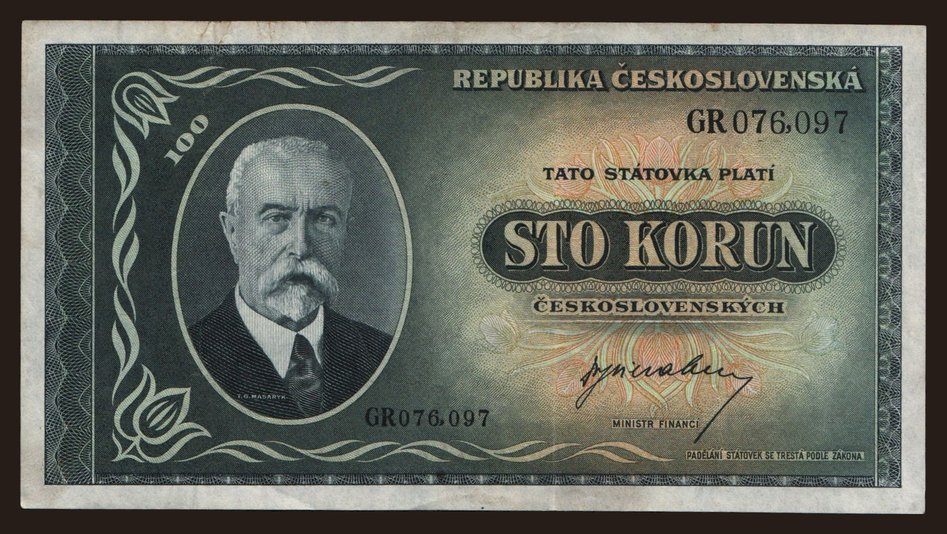 REPUBLIKA ČESKOSLOVENSKÁ
GR076,097
100
TATO STÁTOVKA PLATÍ
STO KORUN
ČESKOSLOVENSKÝCH
T. G. MASARYK
GR076,097
MINISTR FINANCÍ
PADĚLÁNÍ STÁTOVEK SE TRESTÁ PODLE ZÁKONA.